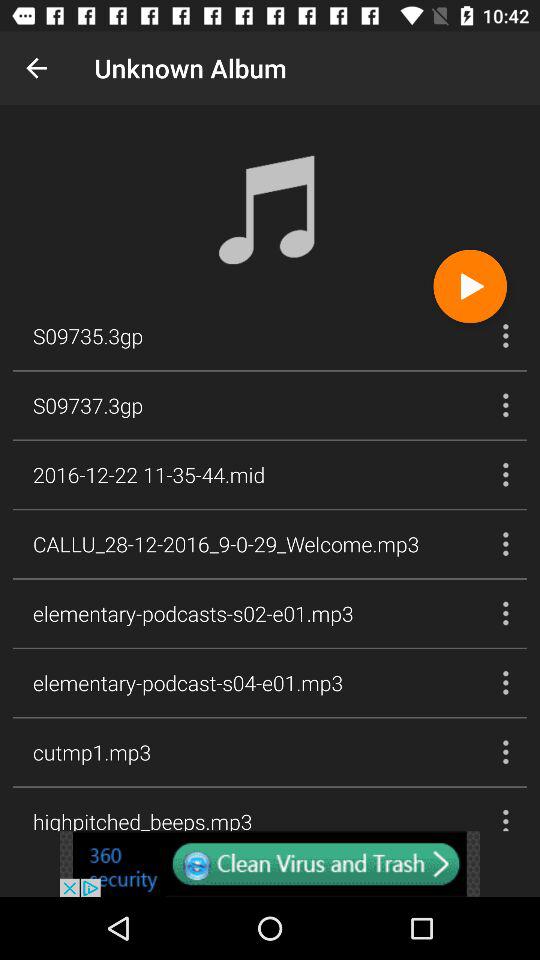 10:42
Unknown Album
S09735.3gp
S09737.3gp
2016-12-22 11-35-44.mid
CALLU_28-12-2016_9-0-29_Welcome.mp3
elementary-podcasts-s02-e01.mp3
elementary-podcast-s04-e01.mp3
cutmp1.mp3
highpitched_beeps.mp3
360
security
Clean Virus and Trash